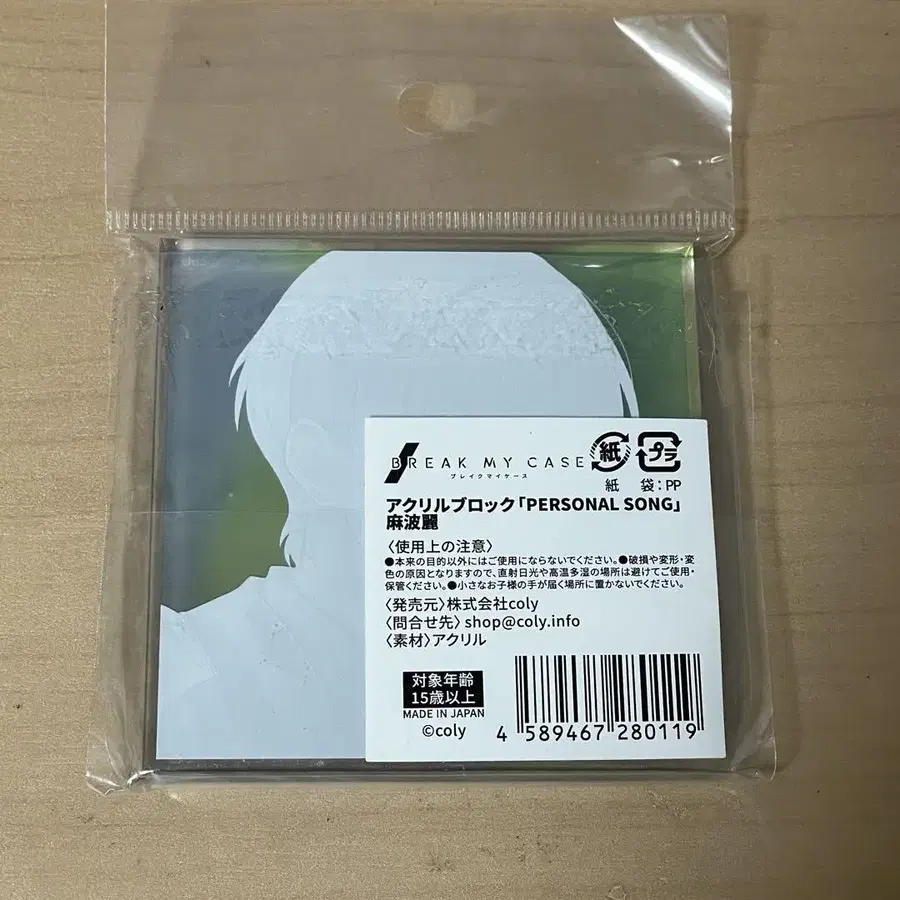 BREAK MY CASE
ブレイクマイケース
紙
プラ
紙 袋：PP
アクリルブロック「PERSONAL SONG」
麻波麗
〈使用上の注意〉
●本来の目的以外にはご使用にならないでください。●破損や変形・変
色の原因となりますので、直射日光や高温多湿の場所は避けてご使用・
保管ください。●小さなお子様の手が届く場所に置かないでください。
〈発売元〉株式会社coly
〈問合せ先〉shop@coly.info
〈素材〉アクリル
対象年齢
15歳以上
MADE IN JAPAN
©coly
4 589467 280119